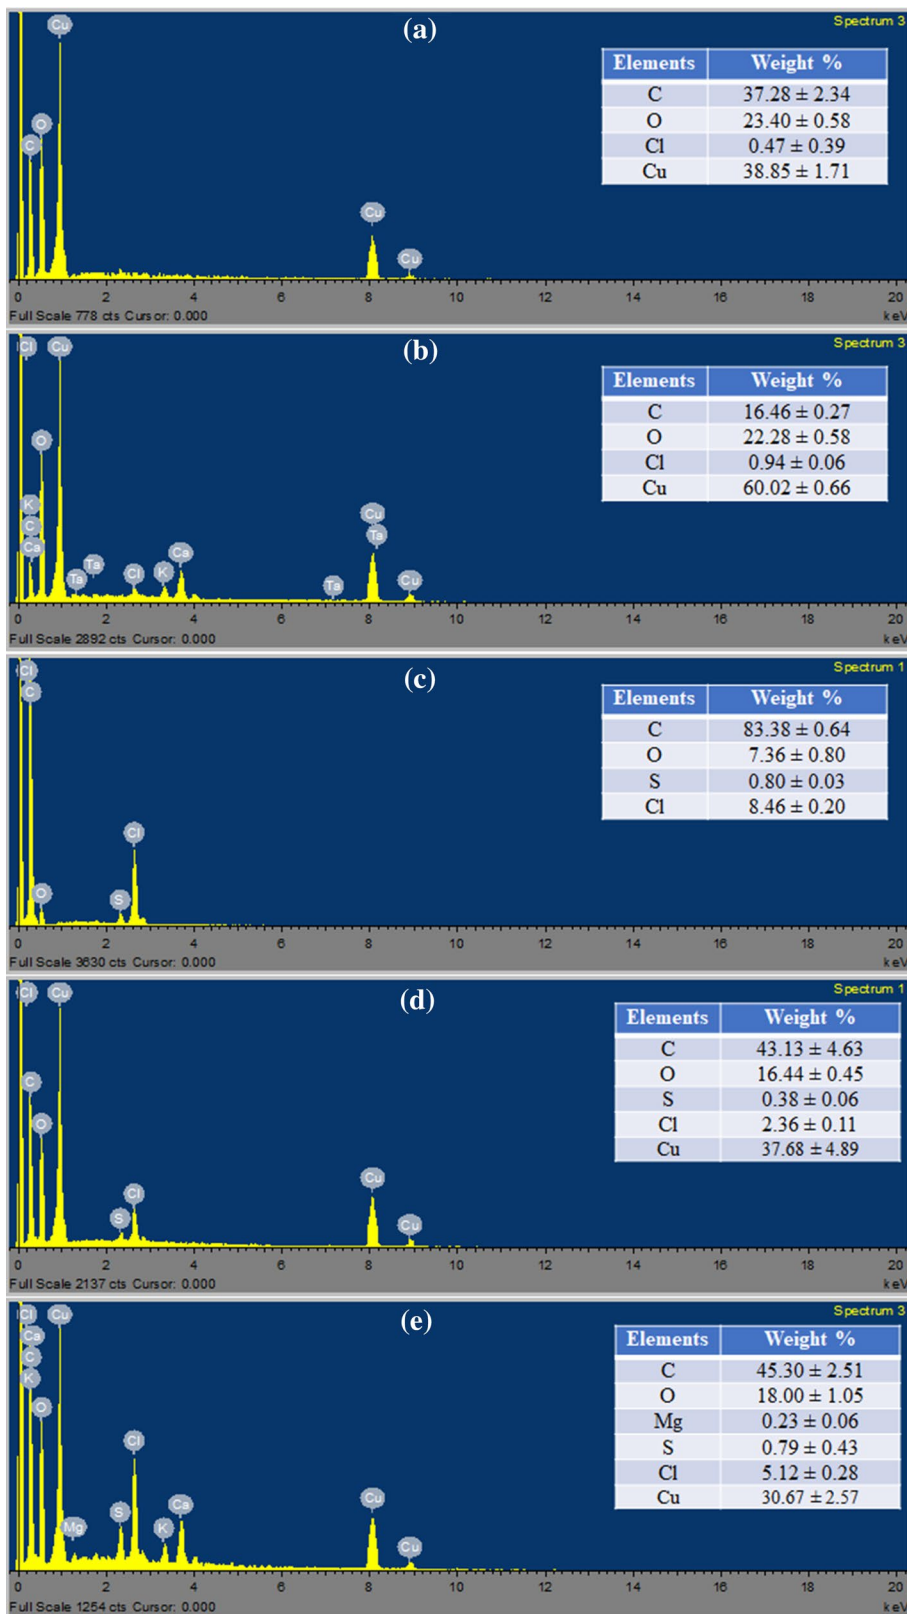 (a)
Spectrum 3
Cu
O
C
Cu
Cu
Elements Weight %
C 37.28 ± 2.34
O 23.40 ± 0.58
Cl 0.47 ± 0.39
Cu 38.85 ± 1.71
0 2 4 6 8 10 12 14 16 18 20
Full Scale 778 cts Cursor: 0.000 keV
(b)
Spectrum 3
Cl Cu
O
K
C
Ca
Ta
Ta
Cl
K
Ca
Ta
Cu
Ta
Cu
Elements Weight %
C 16.46 ± 0.27
O 22.28 ± 0.58
Cl 0.94 ± 0.06
Cu 60.02 ± 0.66
0 2 4 6 8 10 12 14 16 18 20
Full Scale 2892 cts Cursor: 0.000 keV
(c)
Spectrum 1
Cl
C
O
S
Cl
Elements Weight %
C 83.38 ± 0.64
O 7.36 ± 0.80
S 0.80 ± 0.03
Cl 8.46 ± 0.20
0 2 4 6 8 10 12 14 16 18 20
Full Scale 3630 cts Cursor: 0.000 keV
(d)
Spectrum 1
Cl Cu
C
O
S
Cl
Cu
Cu
Elements Weight %
C 43.13 ± 4.63
O 16.44 ± 0.45
S 0.38 ± 0.06
Cl 2.36 ± 0.11
Cu 37.68 ± 4.89
0 2 4 6 8 10 12 14 16 18 20
Full Scale 2137 cts Cursor: 0.000 keV
(e)
Spectrum 3
Cl Cu
Ca
C
K
O
Mg
S
Cl
K
Ca
Cu
Cu
Elements Weight %
C 45.30 ± 2.51
O 18.00 ± 1.05
Mg 0.23 ± 0.06
S 0.79 ± 0.43
Cl 5.12 ± 0.28
Cu 30.67 ± 2.57
0 2 4 6 8 10 12 14 16 18 20
Full Scale 1254 cts Cursor: 0.000 keV